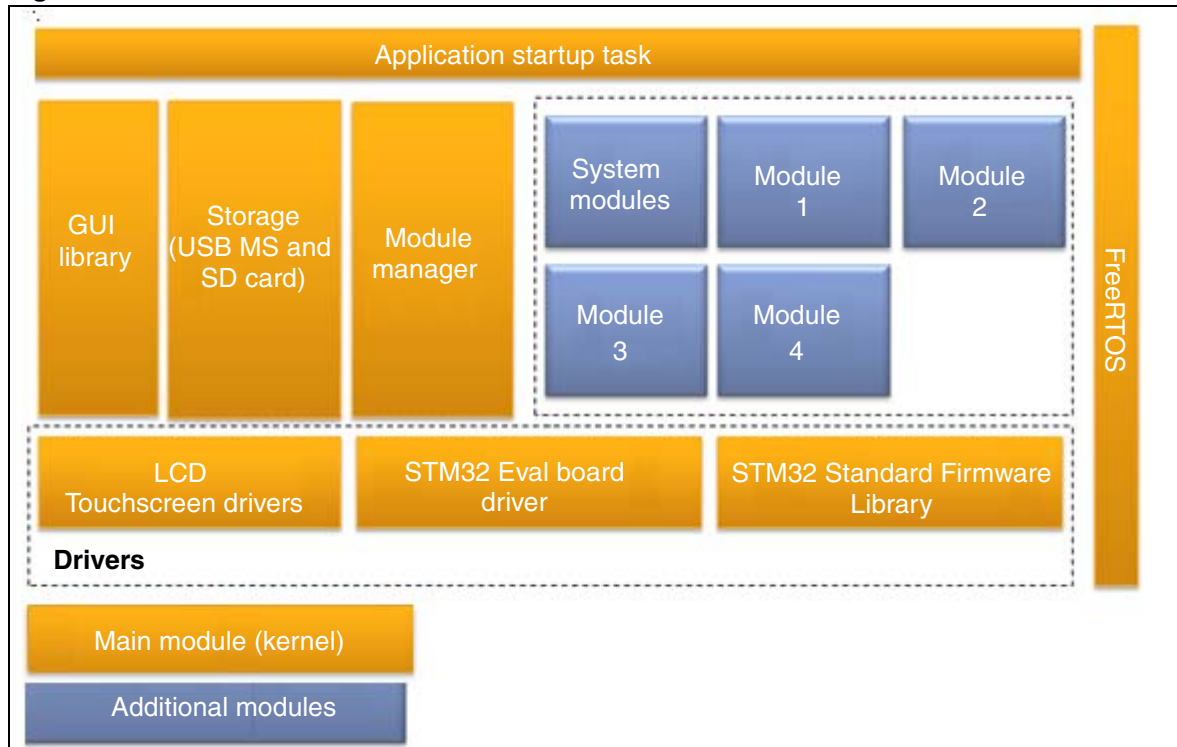 Application startup task
GUI
library
Storage
(USB MS and
SD card)
Module
manager
System
modules
Module
1
Module
2
Module
3
Module
4
FreeRTOS
LCD
Touchscreen drivers
STM32 Eval board
driver
STM32 Standard Firmware
Library
Drivers
Main module (kernel)
Additional modules